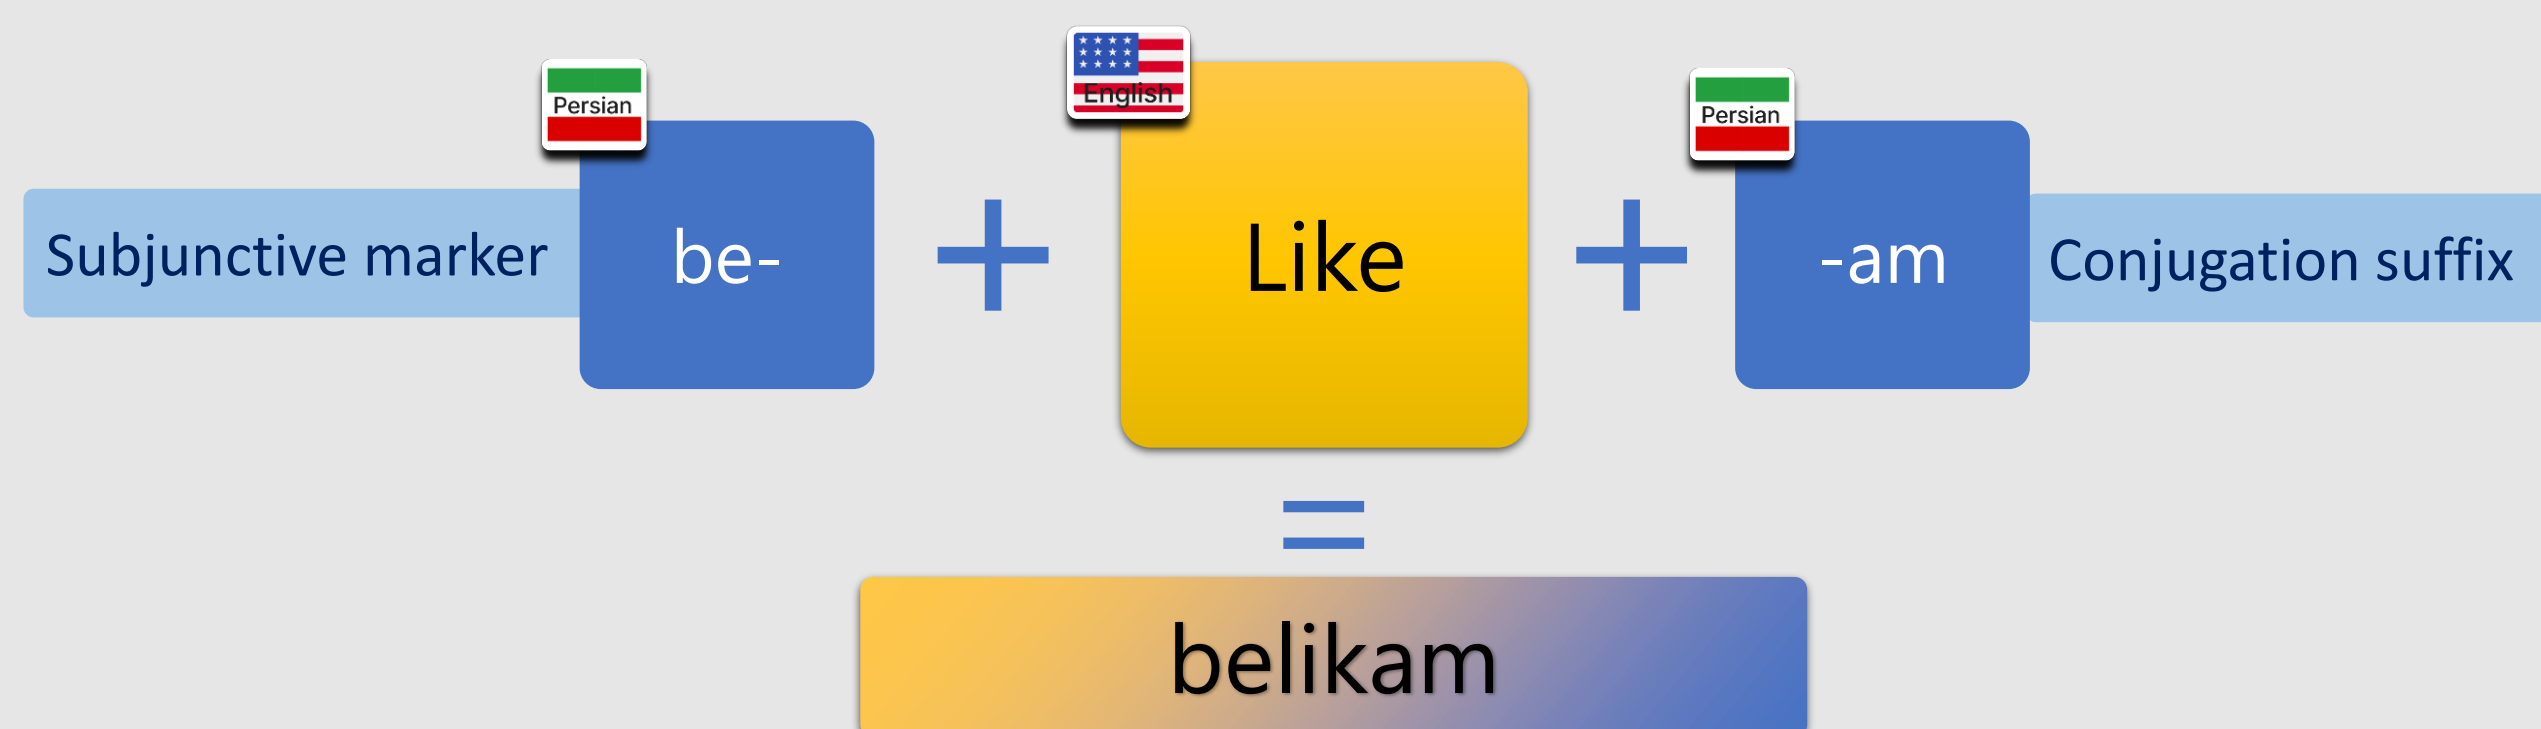 Persian
English
Persian
Subjunctive marker
be-
+
Like
+
-am
Conjugation suffix
=
belikam